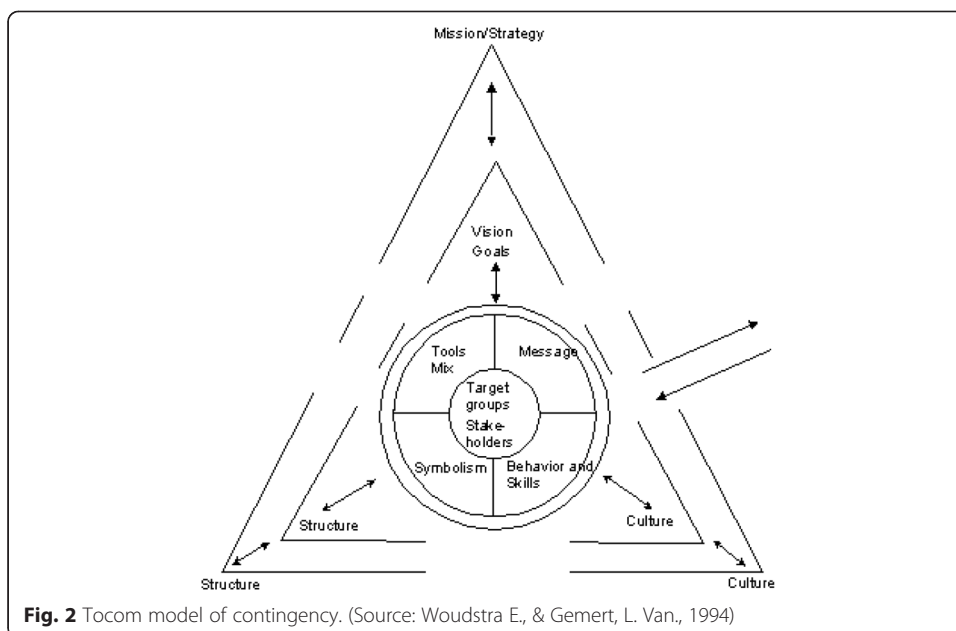 Mission/Strategy
Vision
Goals
Tools
Mix
Message
Target
groups
Stake-
holders
Symbolism
Behavior and
Skills
Structure
Culture
Structure
Culture
Fig. 2 Tocom model of contingency. (Source: Woudstra E., & Gemert, L. Van., 1994)